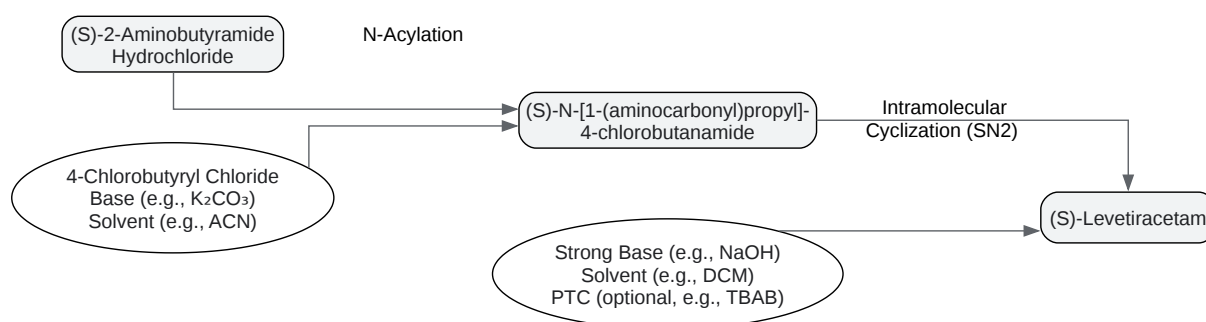 (S)-2-Aminobutyramide
Hydrochloride
N-Acylation
(S)-N-[1-(aminocarbonyl)propyl]-
4-chlorobutanamide
Intramolecular
Cyclization (SN2)
4-Chlorobutyryl Chloride
Base (e.g., K₂CO₃)
Solvent (e.g., ACN)
(S)-Levetiracetam
Strong Base (e.g., NaOH)
Solvent (e.g., DCM)
PTC (optional, e.g., TBAB)